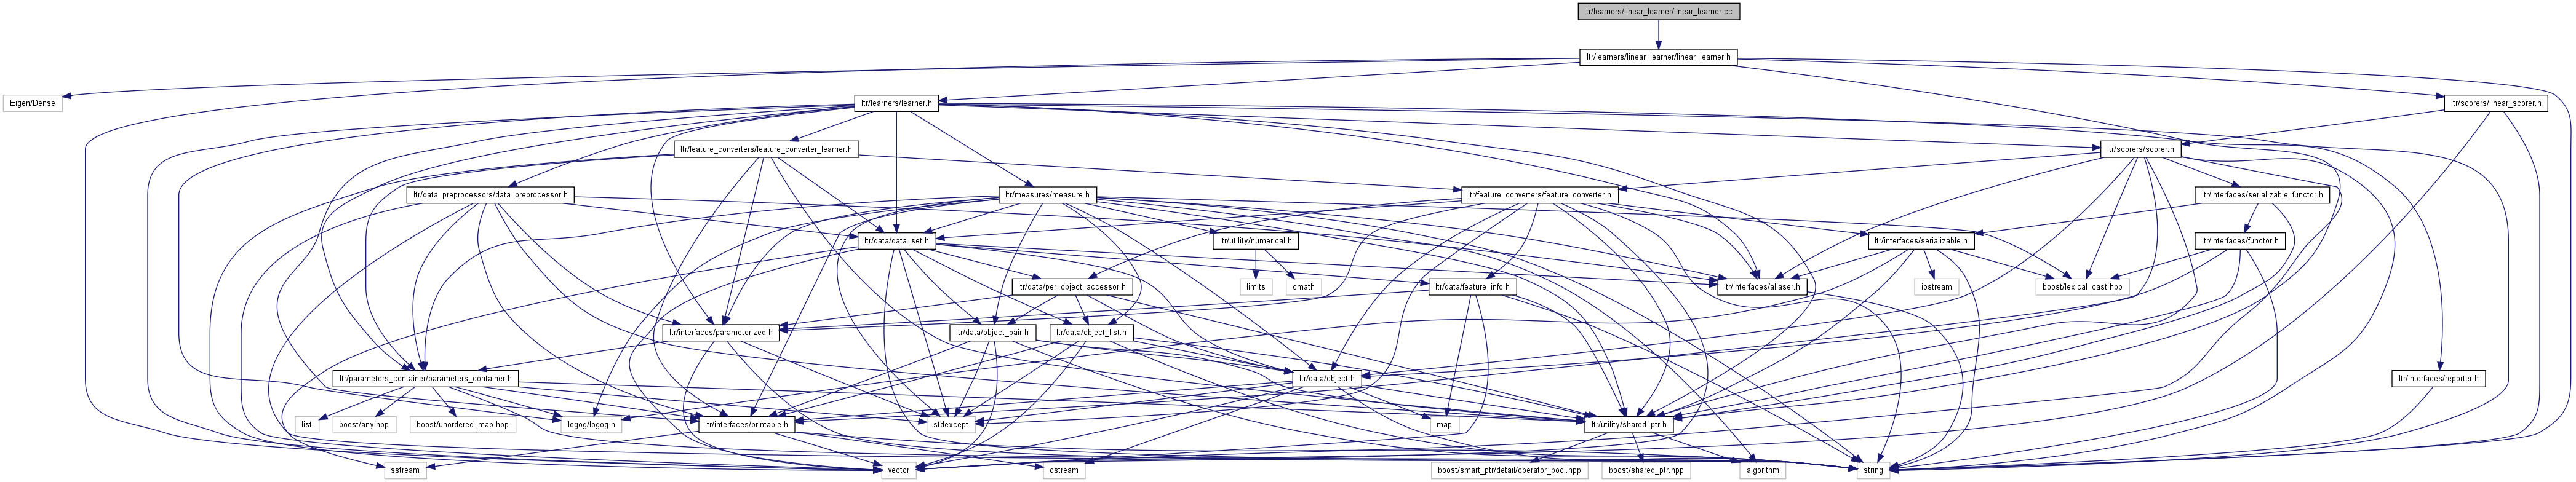 ltr/learners/linear_learner/linear_learner.cc
ltr/learners/linear_learner/linear_learner.h
Eigen/Dense
ltr/learners/learner.h
ltr/scorers/linear_scorer.h
ltr/feature_converters/feature_converter_learner.h
ltr/scorers/scorer.h
ltr/data_preprocessors/data_preprocessor.h
ltr/measures/measure.h
ltr/feature_converters/feature_converter.h
ltr/interfaces/serializable_functor.h
ltr/data/data_set.h
ltr/utility/numerical.h
ltr/interfaces/serializable.h
ltr/interfaces/functor.h
ltr/data/per_object_accessor.h
limits
cmath
ltr/data/feature_info.h
ltr/interfaces/aliaser.h
iostream
boost/lexical_cast.hpp
ltr/interfaces/parameterized.h
ltr/data/object_pair.h
ltr/data/object_list.h
ltr/parameters_container/parameters_container.h
ltr/data/object.h
ltr/interfaces/reporter.h
list
boost/any.hpp
boost/unordered_map.hpp
logog/logog.h
ltr/interfaces/printable.h
stdexcept
map
ltr/utility/shared_ptr.h
sstream
vector
ostream
boost/smart_ptr/detail/operator_bool.hpp
boost/shared_ptr.hpp
algorithm
string